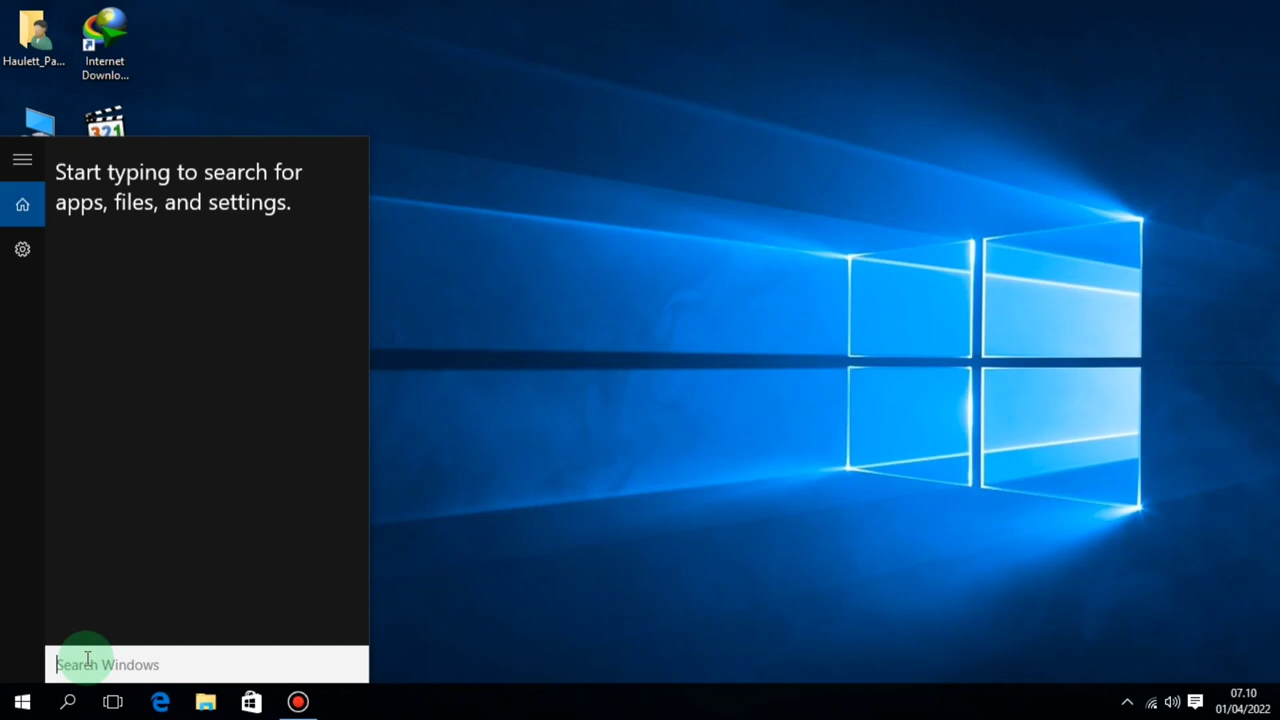 Haulett_Pa...
Internet
Downlo...
321
Start typing to search for
apps, files, and settings.
Search Windows
07.10
01/04/2022